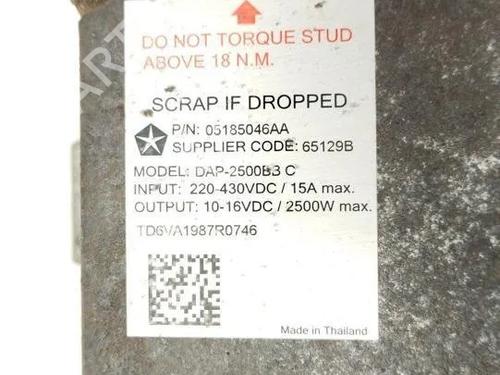 DO NOT TORQUE STUD
ABOVE 18 N.M.
SCRAP IF DROPPED
P/N: 05185046AA
SUPPLIER CODE: 65129B
MODEL: DAP-2500B3 C
INPUT: 220-430VDC / 15A max.
OUTPUT: 10-16VDC / 2500W max.
TD6VA1987R0746
Made in Thailand